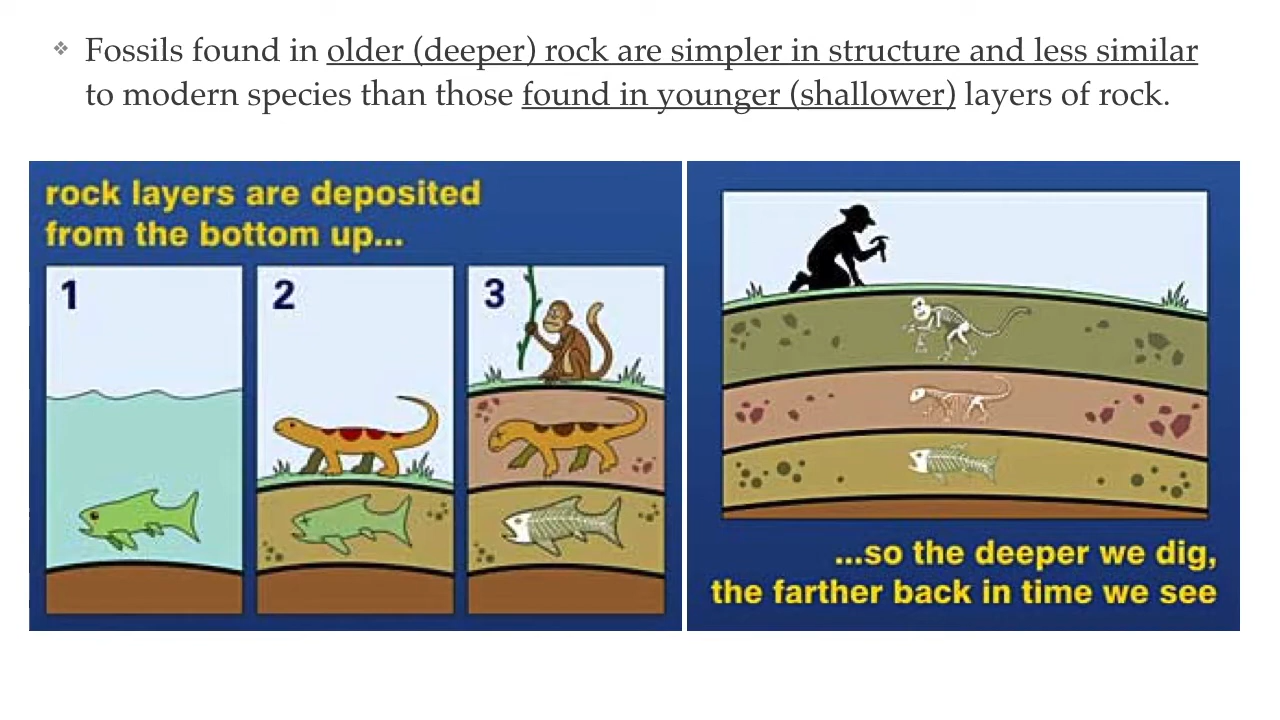 ❖ Fossils found in older (deeper) rock are simpler in structure and less similar
to modern species than those found in younger (shallower) layers of rock.
rock layers are deposited
from the bottom up...
1
2
3
...so the deeper we dig,
the farther back in time we see